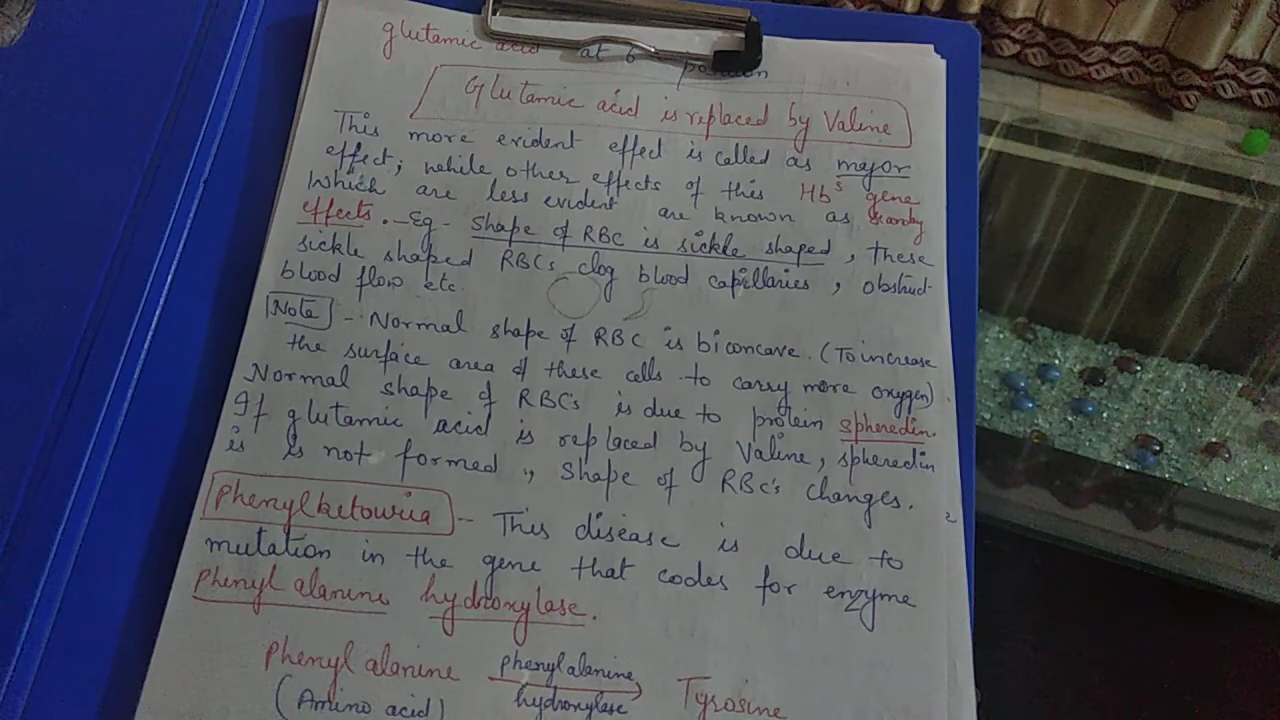 glutamic acid at 6 position
Glutamic acid is replaced by Valine
This more evident effect is called as major
effect; while other effects of this Hbˢ gene
which are less evident are known as
effects. - Eg - Shape of RBC is sickle shaped, these
sickle shaped RBCs clog blood capillaries, obstruct-
blood flow etc.
Note - Normal shape of RBC is biconcave. (To increase
the surface area of these cells to carry more oxygen)
Normal shape of RBC's is due to protein spheredin.
If glutamic acid is replaced by Valine, spheredin
is is not formed ∴ Shape of RBC's changes.
Phenylketouria - This disease is due to
mutation in the gene that codes for enzyme
phenyl alanine hydroxylase.
Phenyl alanine phenylalanine Tyrosine
(Amino acid) hydroxylase